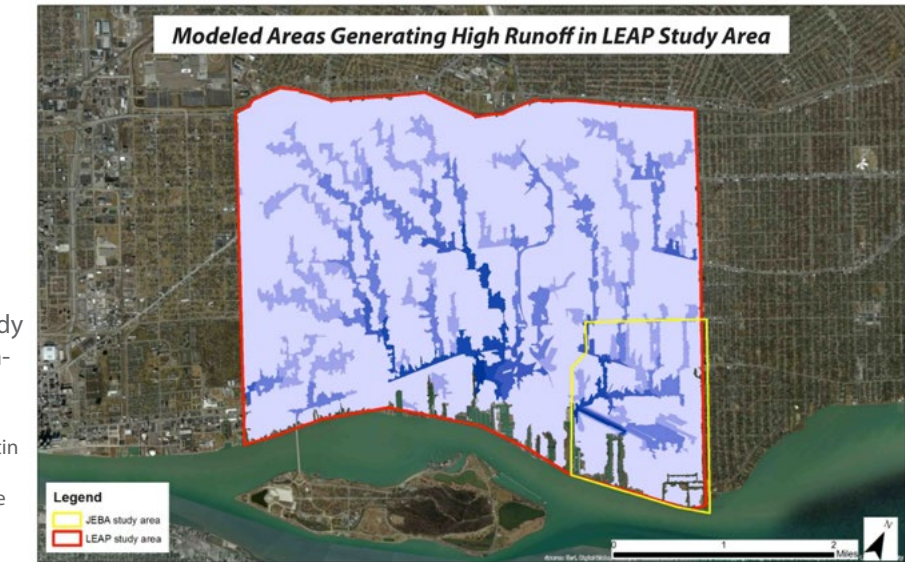 Modeled Areas Generating High Runoff in LEAP Study Area
dy
-
tin
e
Legend
JEBA study area
LEAP study area
N
0 1 2
Miles